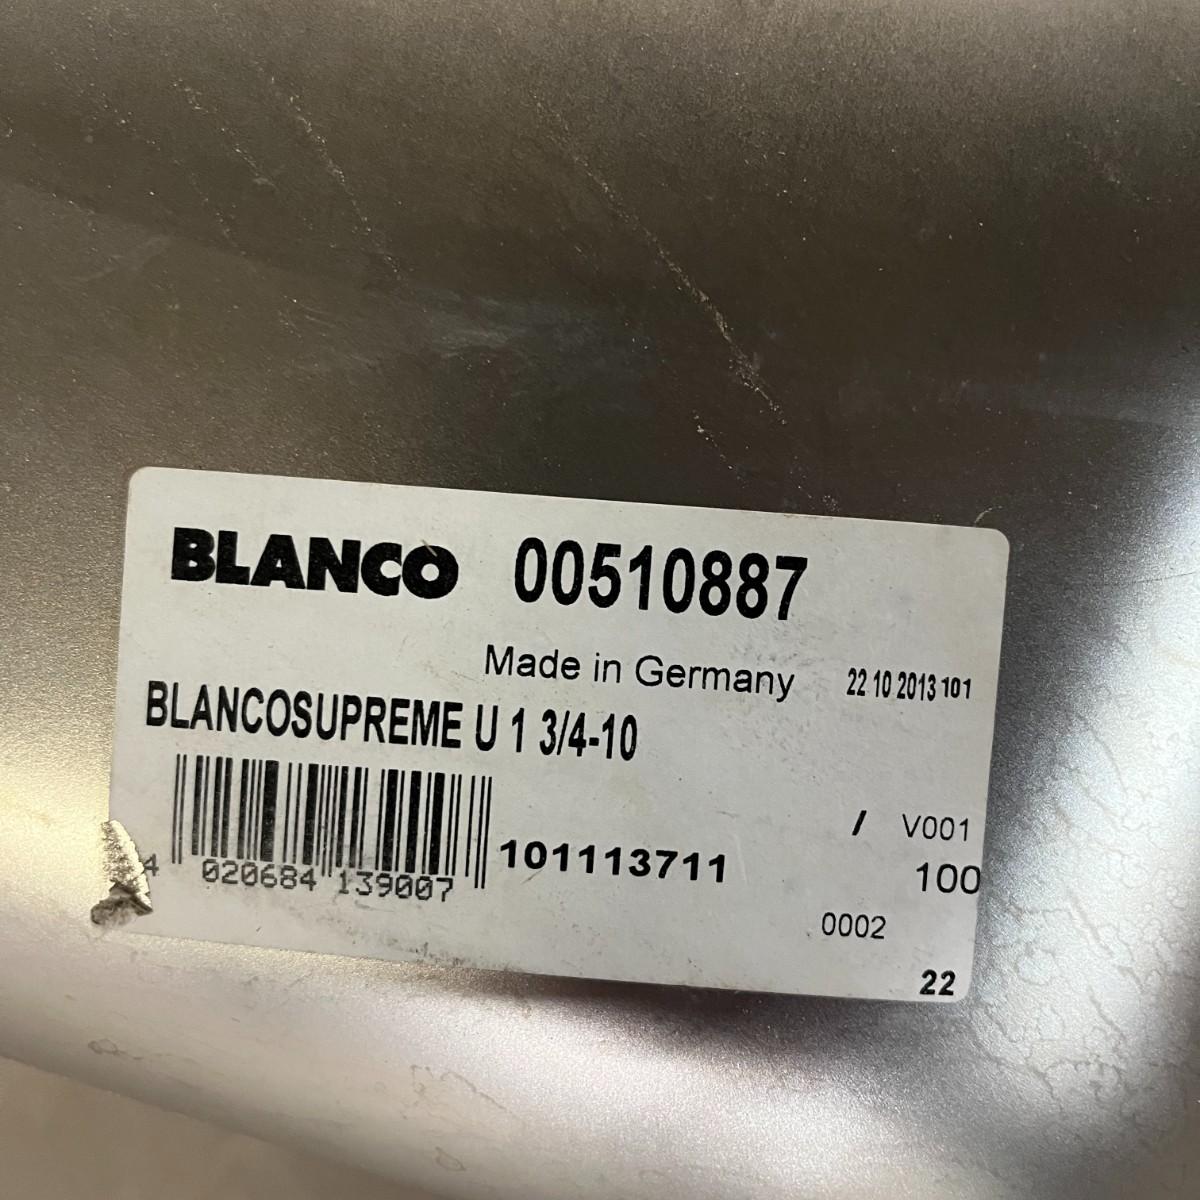 BLANCO 00510887
Made in Germany 22 10 2013 101
BLANCOSUPREME U 1 3/4-10
/ V001
4 020684 139007 101113711 100
0002
22